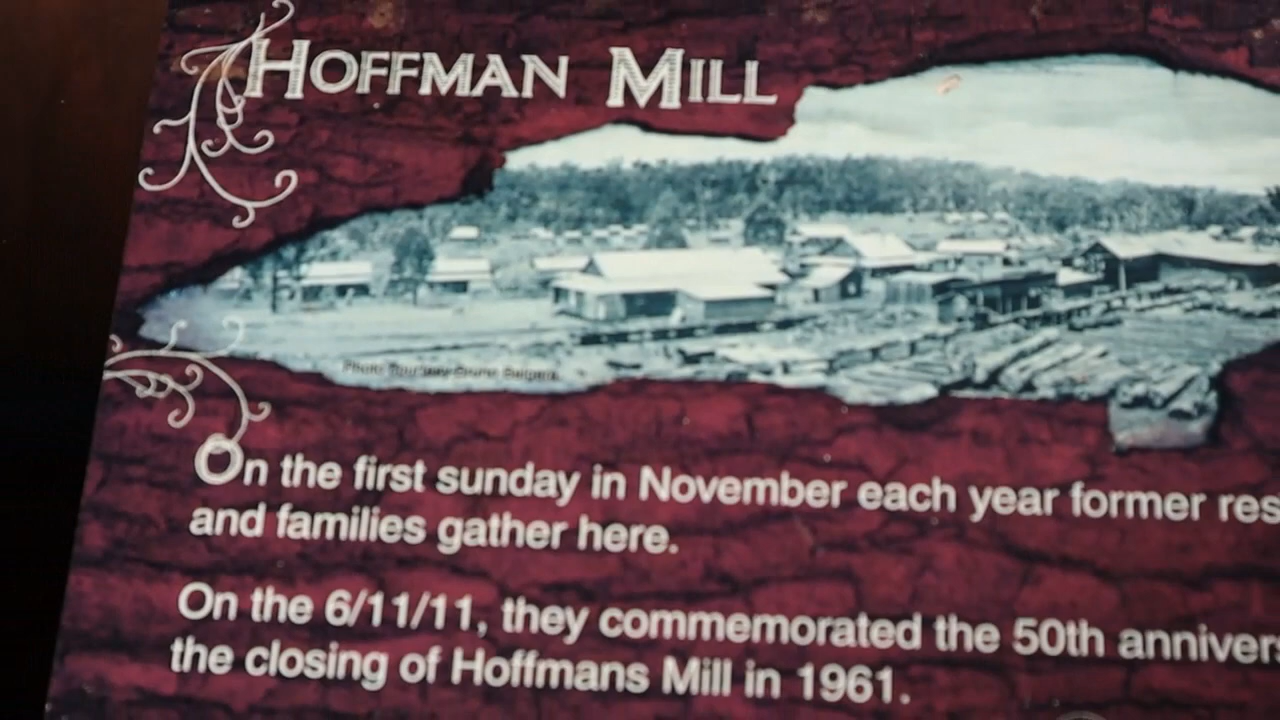 HOFFMAN MILL
Photo
On the first sunday in November each year former res
and families gather here.
On the 6/11/11, they commemorated the 50th annivers
the closing of Hoffmans Mill in 1961.